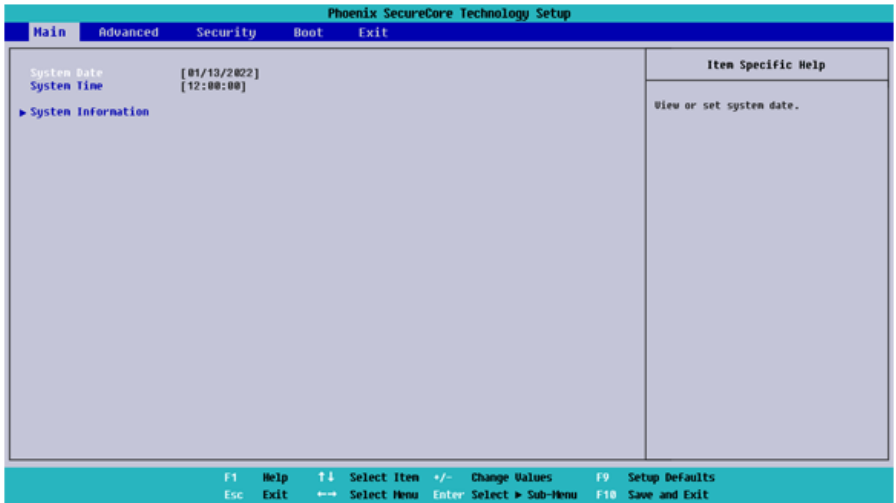 Phoenix SecureCore Technology Setup
Main Advanced Security Boot Exit
Item Specific Help
System Date [01/13/2022]
System Time [12:00:00]
View or set system date.
▶ System Information
F1 Help ↑↓ Select Item +/- Change Values F9 Setup Defaults
Esc Exit ←→ Select Menu Enter Select ▶ Sub-Menu F10 Save and Exit